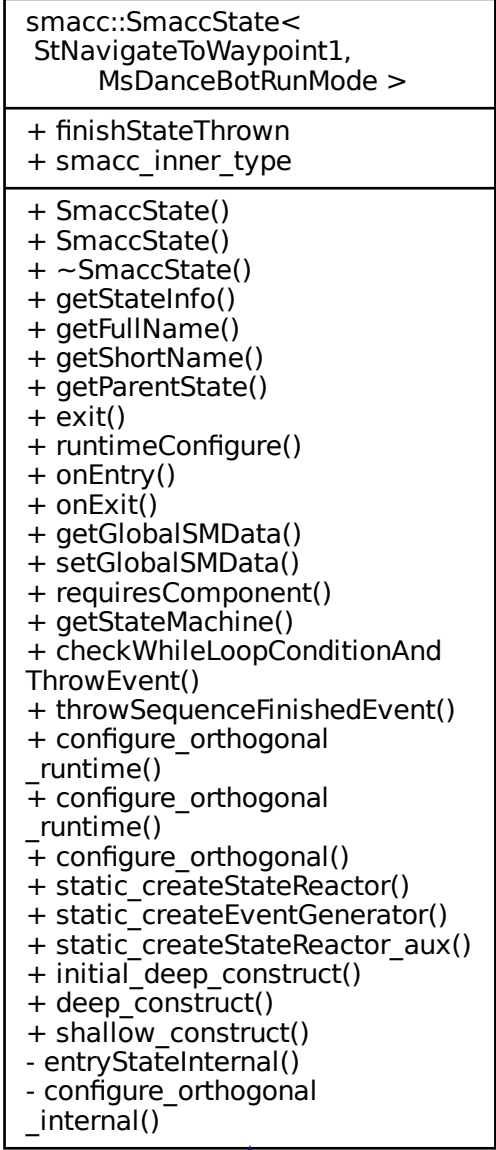 smacc::SmaccState<
StNavigateToWaypoint1,
MsDanceBotRunMode >
+ finishStateThrown
+ smacc_inner_type
+ SmaccState()
+ SmaccState()
+ ~SmaccState()
+ getStateInfo()
+ getFullName()
+ getShortName()
+ getParentState()
+ exit()
+ runtimeConfigure()
+ onEntry()
+ onExit()
+ getGlobalSMData()
+ setGlobalSMData()
+ requiresComponent()
+ getStateMachine()
+ checkWhileLoopConditionAnd
ThrowEvent()
+ throwSequenceFinishedEvent()
+ configure_orthogonal
_runtime()
+ configure_orthogonal
_runtime()
+ configure_orthogonal()
+ static_createStateReactor()
+ static_createEventGenerator()
+ static_createStateReactor_aux()
+ initial_deep_construct()
+ deep_construct()
+ shallow_construct()
- entryStateInternal()
- configure_orthogonal
_internal()